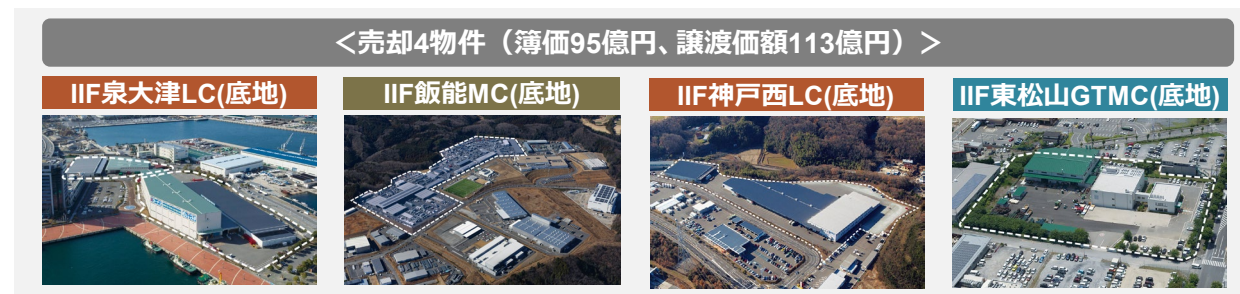 ＜売却4物件（簿価95億円、譲渡価額113億円）＞
IIF泉大津LC(底地)
IIF飯能MC(底地)
IIF神戸西LC(底地)
IIF東松山GTMC(底地)